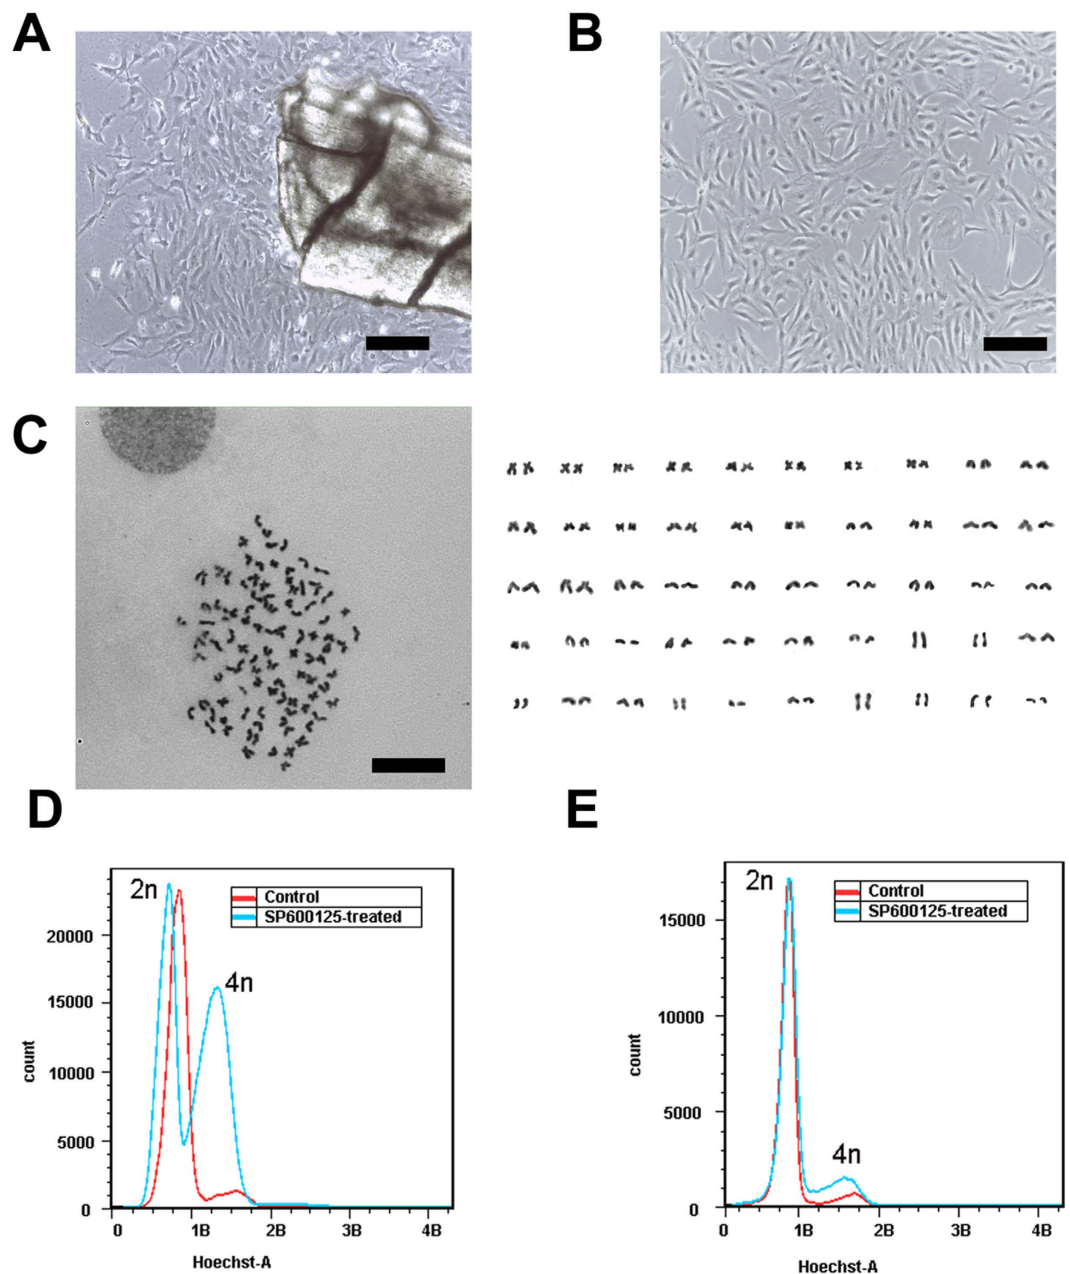 A
B
C
D
E
2n
4n
Control
SP600125-treated
20000
15000
10000
5000
0
count
0
1B
2B
3B
4B
Hoechst-A
2n
4n
Control
SP600125-treated
15000
10000
5000
0
count
0
1B
2B
3B
4B
Hoechst-A